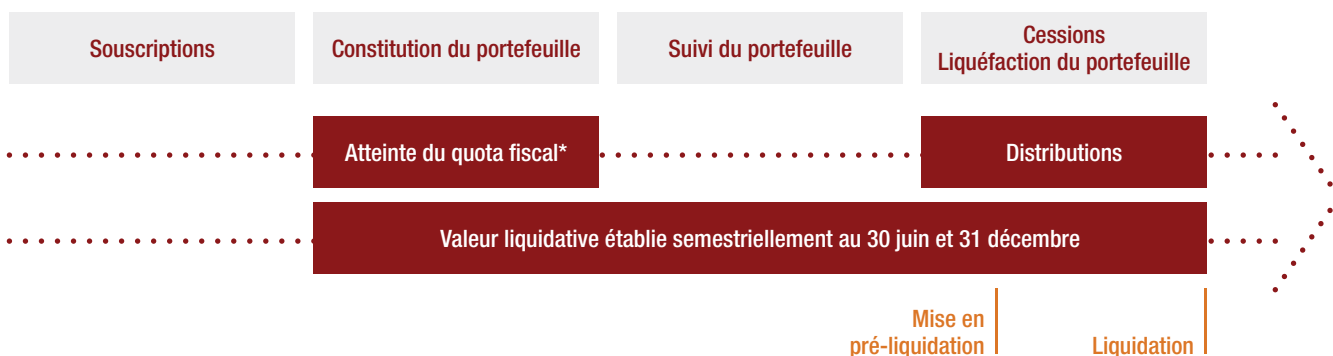 Souscriptions
Constitution du portefeuille
Suivi du portefeuille
Cessions
Liquéfaction du portefeuille
Atteinte du quota fiscal*
Distributions
Valeur liquidative établie semestriellement au 30 juin et 31 décembre
Mise en
pré-liquidation
Liquidation